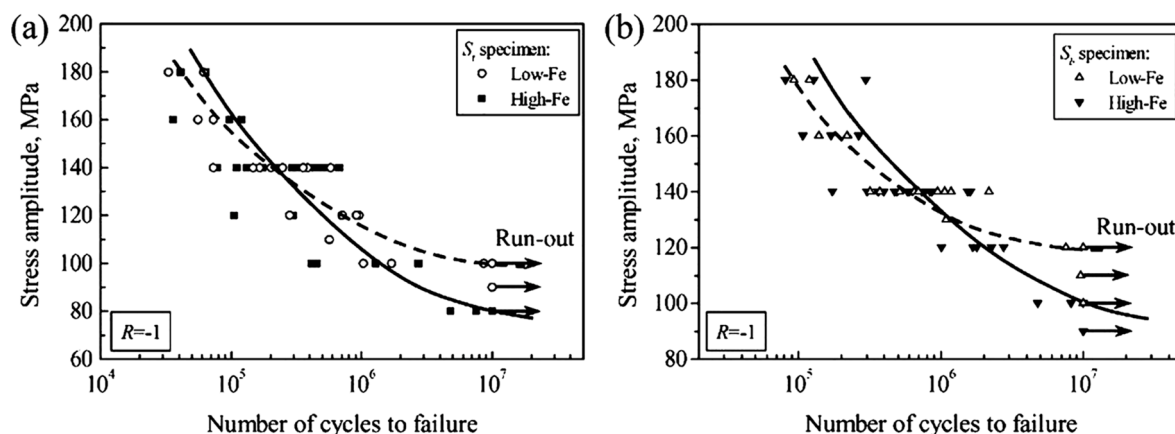 (a)
200
180
160
140
120
100
80
60
Stress amplitude, MPa
S_t specimen:
Low-Fe
High-Fe
Run-out
R=-1
10^4
10^5
10^6
10^7
Number of cycles to failure
(b)
200
180
160
140
120
100
80
Stress amplitude, MPa
specimen:
Low-Fe
High-Fe
Run-out
R=-1
10^5
10^6
10^7
Number of cycles to failure